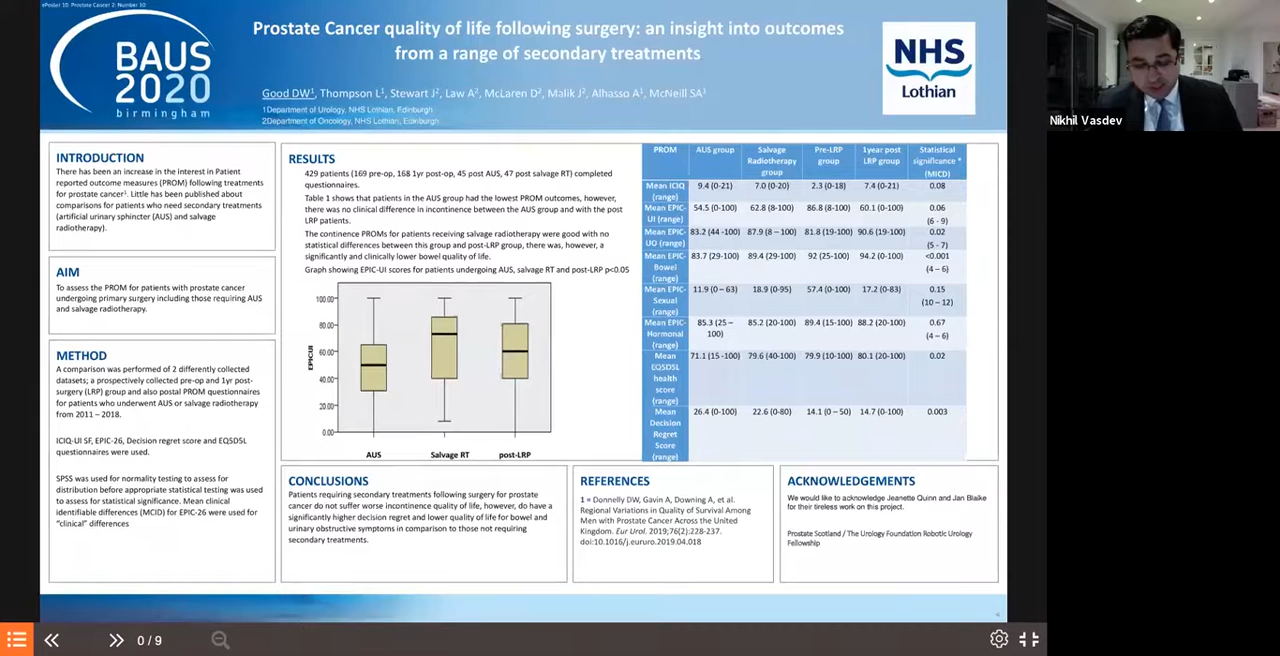 ePoster 10: Prostate Cancer 2: Number 10
BAUS
2020
birmingham
Prostate Cancer quality of life following surgery: an insight into outcomes
from a range of secondary treatments
Good DW¹, Thompson L¹, Stewart J², Law A², McLaren D², Malik J², Alhasso A¹, McNeill SA¹
1Department of Urology, NHS Lothian, Edinburgh
2Department of Oncology, NHS Lothian, Edinburgh
NHS
Lothian
Nikhil Vasdev
INTRODUCTION
There has been an increase in the interest in Patient
reported outcome measures (PROM) following treatments
for prostate cancer¹. Little has been published about
comparisons for patients who need secondary treatments
(artificial urinary sphincter (AUS) and salvage
radiotherapy).
AIM
To assess the PROM for patients with prostate cancer
undergoing primary surgery including those requiring AUS
and salvage radiotherapy.
METHOD
A comparison was performed of 2 differently collected
datasets; a prospectively collected pre-op and 1yr post-
surgery (LRP) group and also postal PROM questionnaires
for patients who underwent AUS or salvage radiotherapy
from 2011 – 2018.
ICIQ-UI SF, EPIC-26, Decision regret score and EQ5D5L
questionnaires were used.
SPSS was used for normality testing to assess for
distribution before appropriate statistical testing was used
to assess for statistical significance. Mean clinical
identifiable differences (MCID) for EPIC-26 were used for
"clinical" differences
RESULTS
429 patients (169 pre-op, 168 1yr post-op, 45 post AUS, 47 post salvage RT) completed
questionnaires.
Table 1 shows that patients in the AUS group had the lowest PROM outcomes, however,
there was no clinical difference in incontinence between the AUS group and with the post
LRP patients.
The continence PROMs for patients receiving salvage radiotherapy were good with no
statistical differences between this group and post-LRP group, there was, however, a
significantly and clinically lower bowel quality of life.
Graph showing EPIC-UI scores for patients undergoing AUS, salvage RT and post-LRP p<0.05
100.00
80.00
60.00
40.00
20.00
0.00
EPICUI
AUS Salvage RT post-LRP
PROM AUS group Salvage Radiotherapy group Pre-LRP group 1year post LRP group Statistical significance * (MICD)
Mean ICIQ (range) 9.4 (0-21) 7.0 (0-20) 2.3 (0-18) 7.4 (0-21) 0.08
Mean EPIC-UI (range) 54.5 (0-100) 62.8 (8-100) 86.8 (8-100) 60.1 (0-100) 0.06 (6 - 9)
Mean EPIC-UO (range) 83.2 (44 -100) 87.9 (8 – 100) 81.8 (19-100) 90.6 (19-100) 0.02 (5 - 7)
Mean EPIC-Bowel (range) 83.7 (29-100) 89.4 (29-100) 92 (25-100) 94.2 (0-100) <0.001 (4 – 6)
Mean EPIC-Sexual (range) 11.9 (0 – 63) 18.9 (0-95) 57.4 (0-100) 17.2 (0-83) 0.15 (10 – 12)
Mean EPIC-Hormonal (range) 85.3 (25 – 100) 85.2 (20-100) 89.4 (15-100) 88.2 (20-100) 0.67 (4 – 6)
Mean EQ5D5L health score (range) 71.1 (15 -100) 79.6 (40-100) 79.9 (10-100) 80.1 (20-100) 0.02
Mean Decision Regret Score (range) 26.4 (0-100) 22.6 (0-80) 14.1 (0 – 50) 14.7 (0-100) 0.003
CONCLUSIONS
Patients requiring secondary treatments following surgery for prostate
cancer do not suffer worse incontinence quality of life, however, do have a
significantly higher decision regret and lower quality of life for bowel and
urinary obstructive symptoms in comparison to those not requiring
secondary treatments.
REFERENCES
1 = Donnelly DW, Gavin A, Downing A, et al.
Regional Variations in Quality of Survival Among
Men with Prostate Cancer Across the United
Kingdom. Eur Urol. 2019;76(2):228-237.
doi:10.1016/j.eururo.2019.04.018
ACKNOWLEDGEMENTS
We would like to acknowledge Jeanette Quinn and Jan Blaike
for their tireless work on this project.
Prostate Scotland / The Urology Foundation Robotic Urology
Fellowship
0 / 9